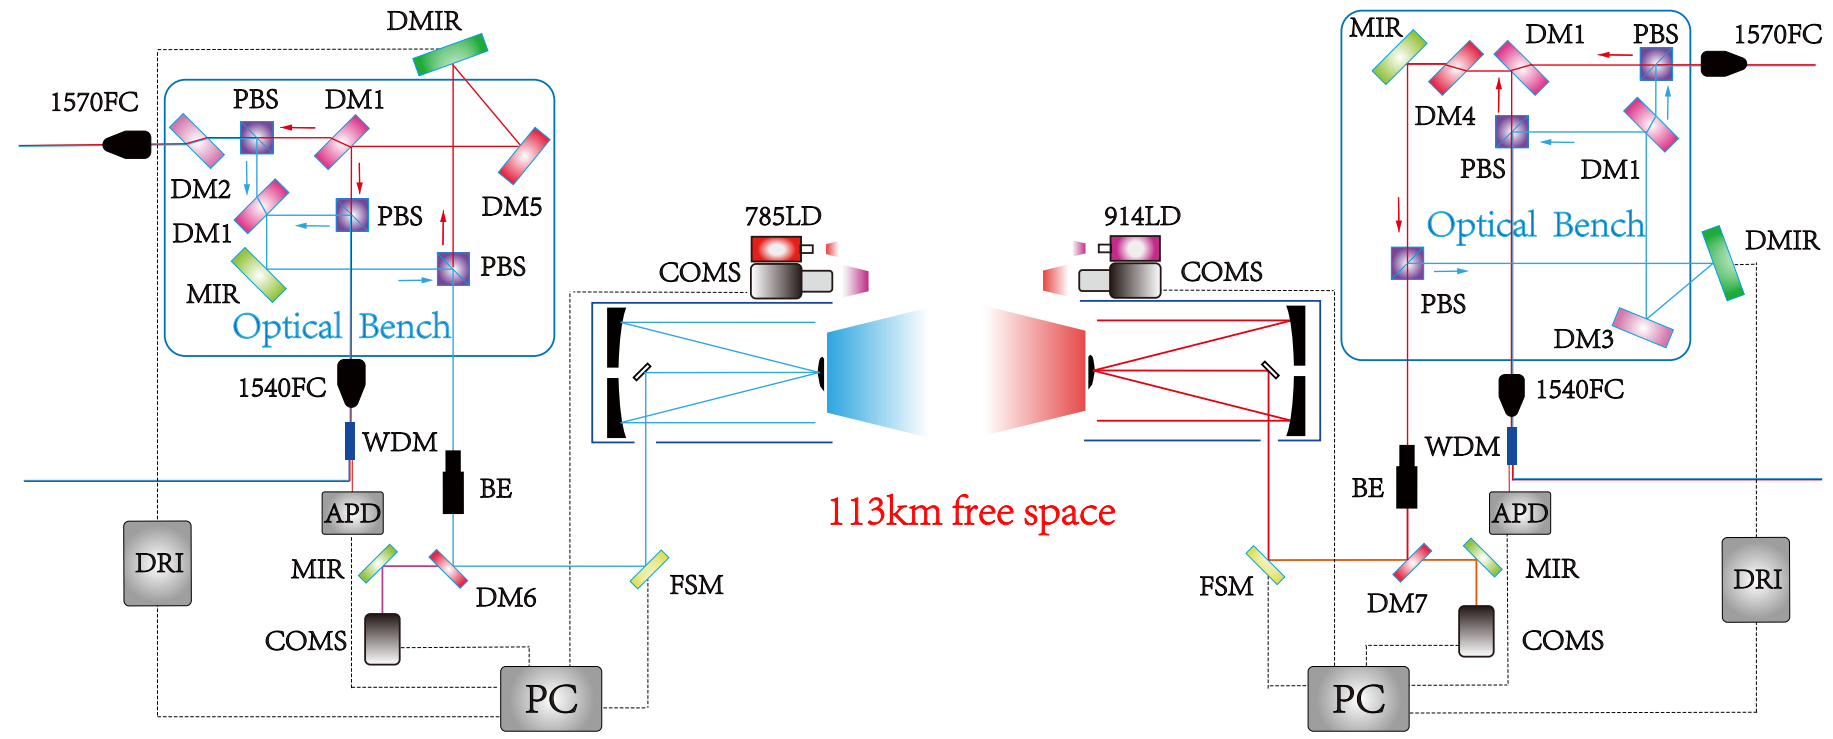 DMIR
1570FC
PBS
DM1
DM2
PBS
DM5
DM1
PBS
MIR
Optical Bench
1540FC
WDM
BE
APD
DRI
MIR
DM6
FSM
COMS
PC
785LD
COMS
914LD
COMS
113km free space
MIR
DM1
PBS
1570FC
DM4
PBS
DM1
Optical Bench
DMIR
PBS
DM3
1540FC
WDM
BE
APD
FSM
DM7
MIR
DRI
COMS
PC